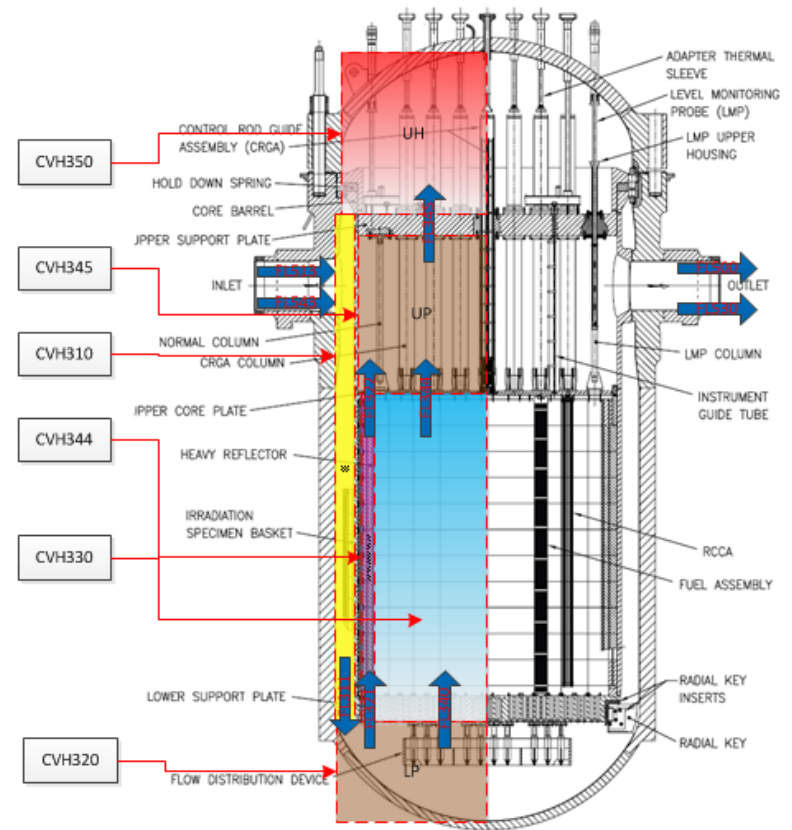 ADAPTER THERMAL
SLEEVE
LEVEL MONITORING
PROBE (LMP)
CONTROL ROD GUIDE
ASSEMBLY (CRGA)
UH
LMP UPPER
HOUSING
CVH350
HOLD DOWN SPRING
CORE BARREL
UPPER SUPPORT PLATE
CVH345
INLET
OUTLET
UP
NORMAL COLUMN
CRGA COLUMN
CVH310
LMP COLUMN
INSTRUMENT
GUIDE TUBE
UPPER CORE PLATE
CVH344
HEAVY REFLECTOR
IRRADIATION
SPECIMEN BASKET
RCCA
CVH330
FUEL ASSEMBLY
LOWER SUPPORT PLATE
RADIAL KEY
INSERTS
RADIAL KEY
CVH320
FLOW DISTRIBUTION DEVICE
LP